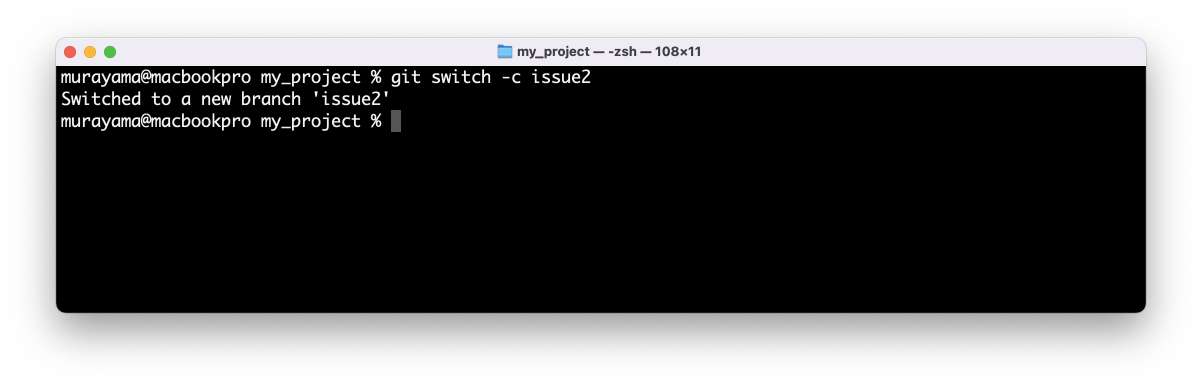 my_project — -zsh — 108×11
murayama@macbookpro my_project % git switch -c issue2
Switched to a new branch 'issue2'
murayama@macbookpro my_project %